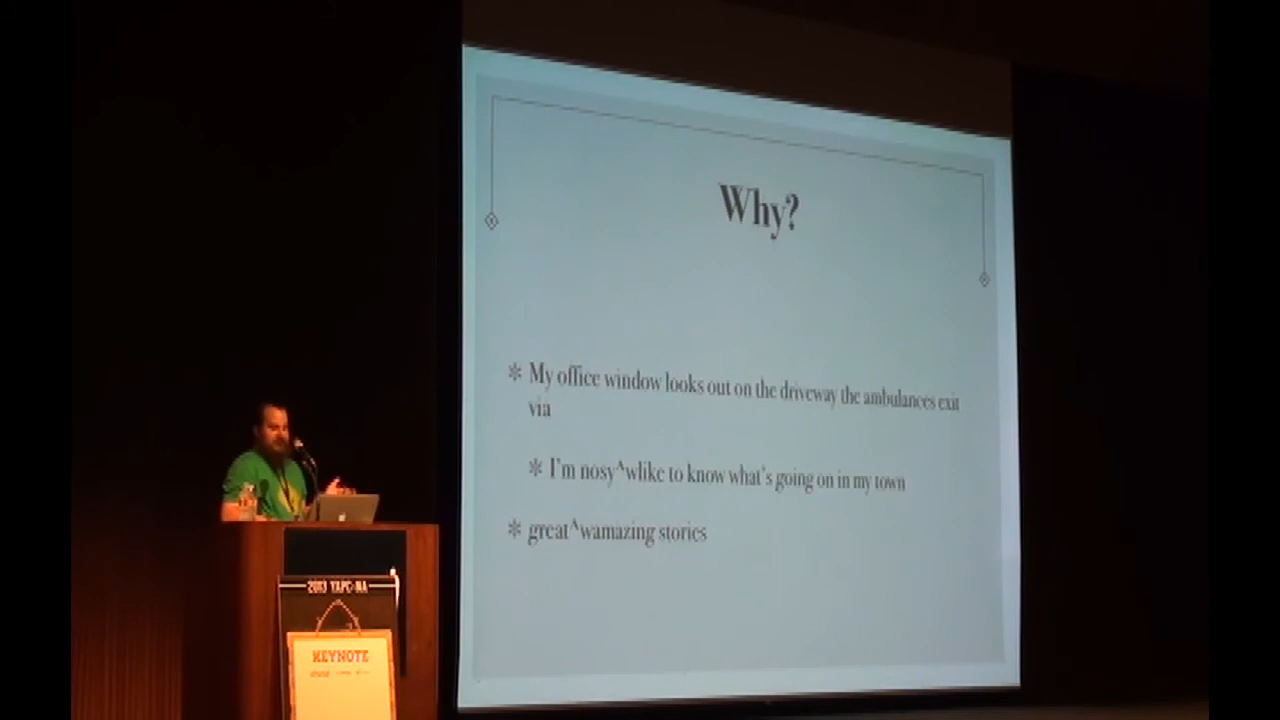 Why?
✻ My office window looks out on the driveway the ambulances exit
via
✻ I'm nosy^wlike to know what's going on in my town
✻ great^wamazing stories
2013 YAPC::NA
KEYNOTE